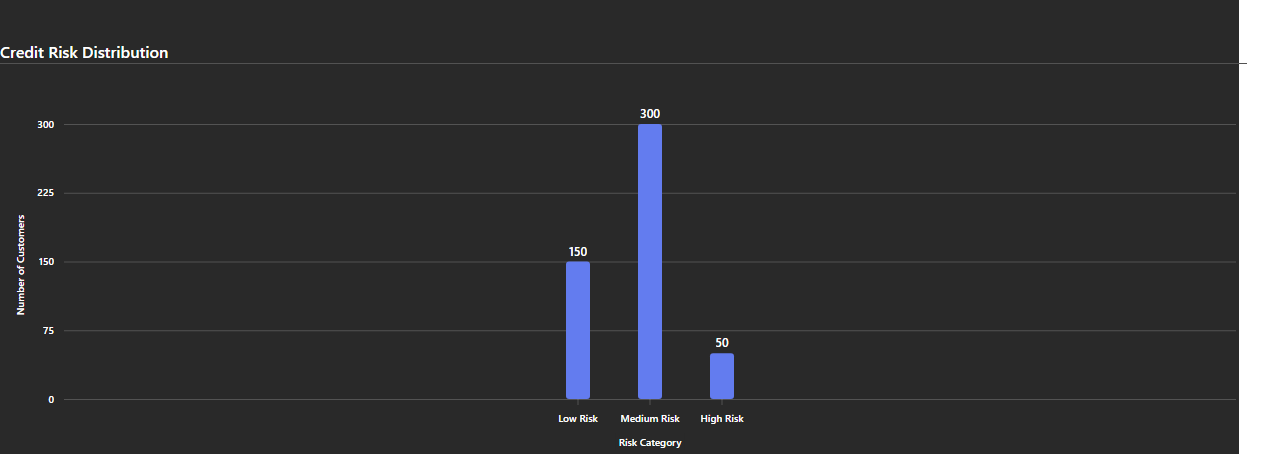 Credit Risk Distribution
300
300
225
150
150
75
50
0
Number of Customers
Low Risk
Medium Risk
High Risk
Risk Category